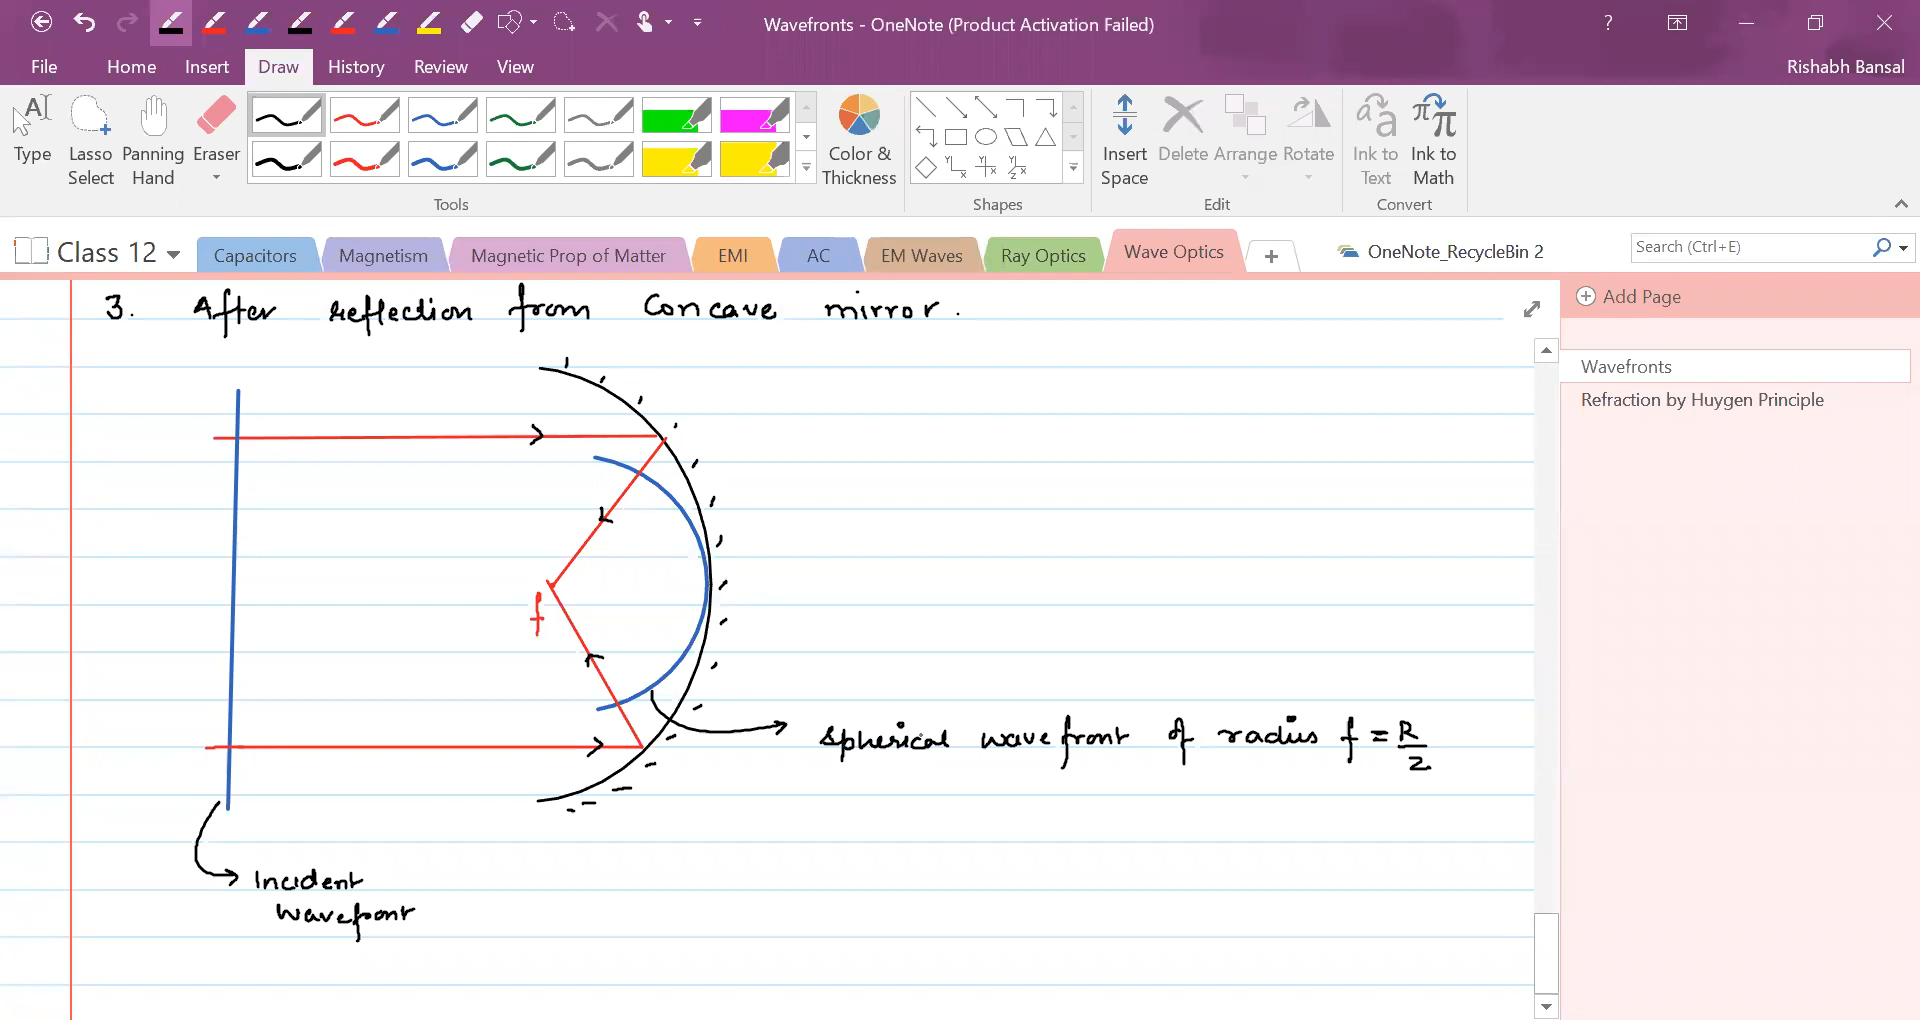 Wavefronts - OneNote (Product Activation Failed)
?
File Home Insert Draw History Review View
Rishabh Bansal
Type Lasso Select Panning Hand Eraser
Color & Thickness
Insert Space Delete Arrange Rotate Ink to Text Ink to Math
Tools Shapes Edit Convert
Class 12 Capacitors Magnetism Magnetic Prop of Matter EMI AC EM Waves Ray Optics Wave Optics + OneNote_RecycleBin 2 Search (Ctrl+E)
Add Page
Wavefronts
Refraction by Huygen Principle
3. After reflection from Concave mirror.
f
Spherical wavefront of radius f = R/2
Incident
wavefront